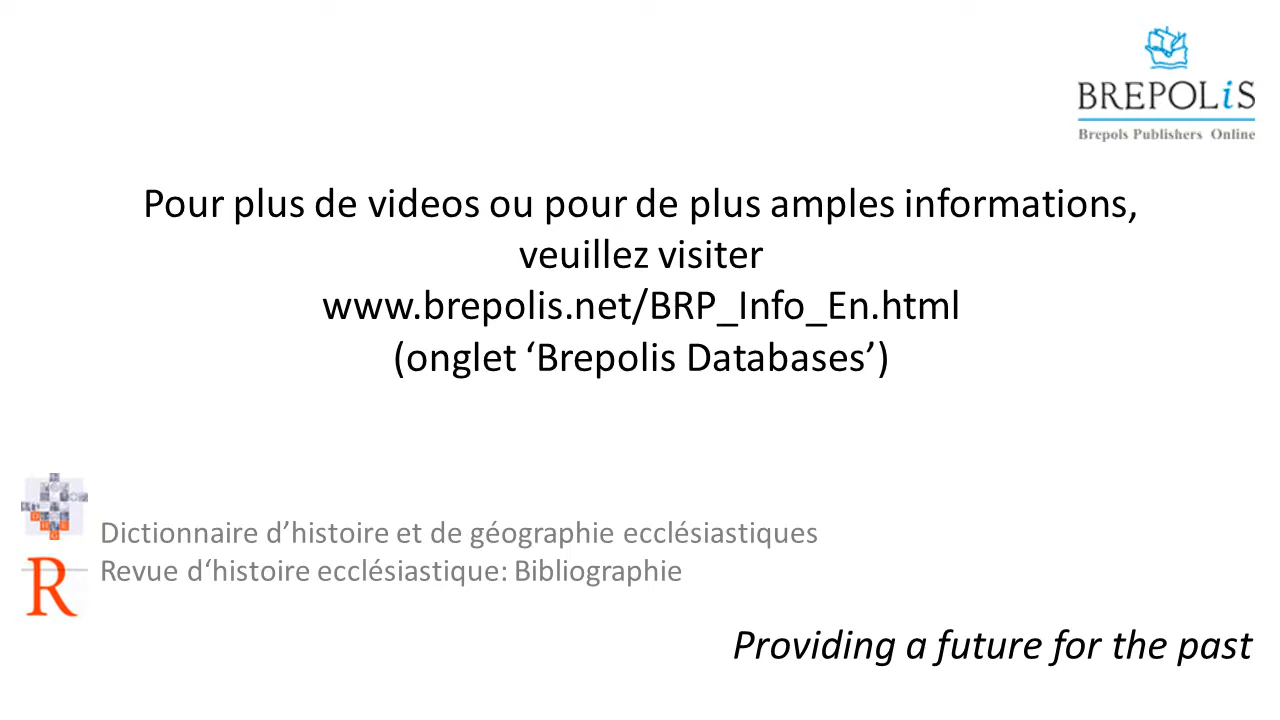 BREPOLiS
Brepols Publishers Online
Pour plus de videos ou pour de plus amples informations,
veuillez visiter
www.brepolis.net/BRP_Info_En.html
(onglet ‘Brepolis Databases’)
Dictionnaire d’histoire et de géographie ecclésiastiques
R
Revue d‘histoire ecclésiastique: Bibliographie
Providing a future for the past